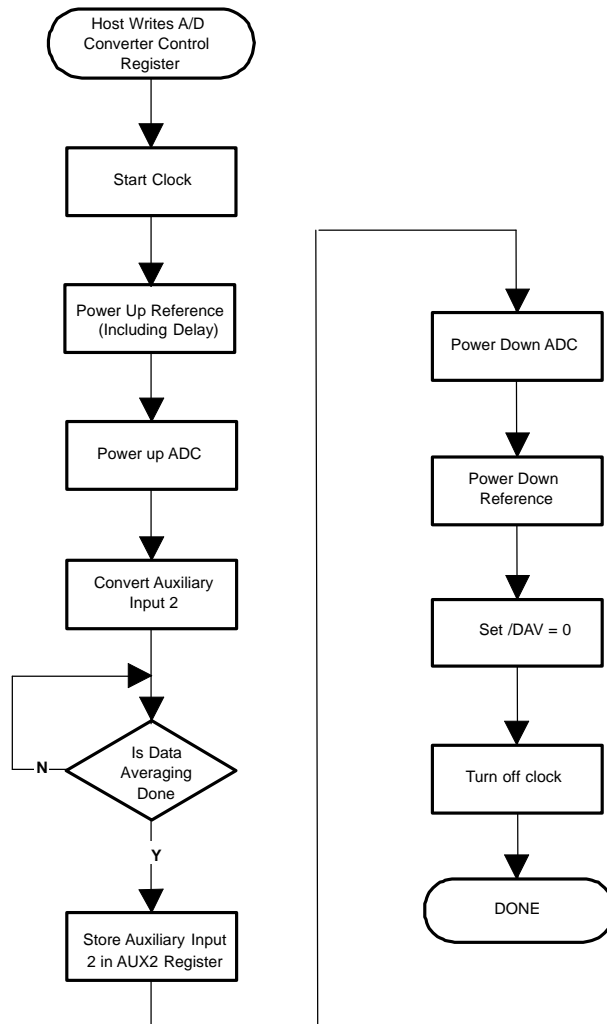 Host Writes A/D
Converter Control
Register
Start Clock
Power Up Reference
(Including Delay)
Power up ADC
Convert Auxiliary
Input 2
Is Data
Averaging
Done
N
Y
Store Auxiliary Input
2 in AUX2 Register
Power Down ADC
Power Down
Reference
Set /DAV = 0
Turn off clock
DONE